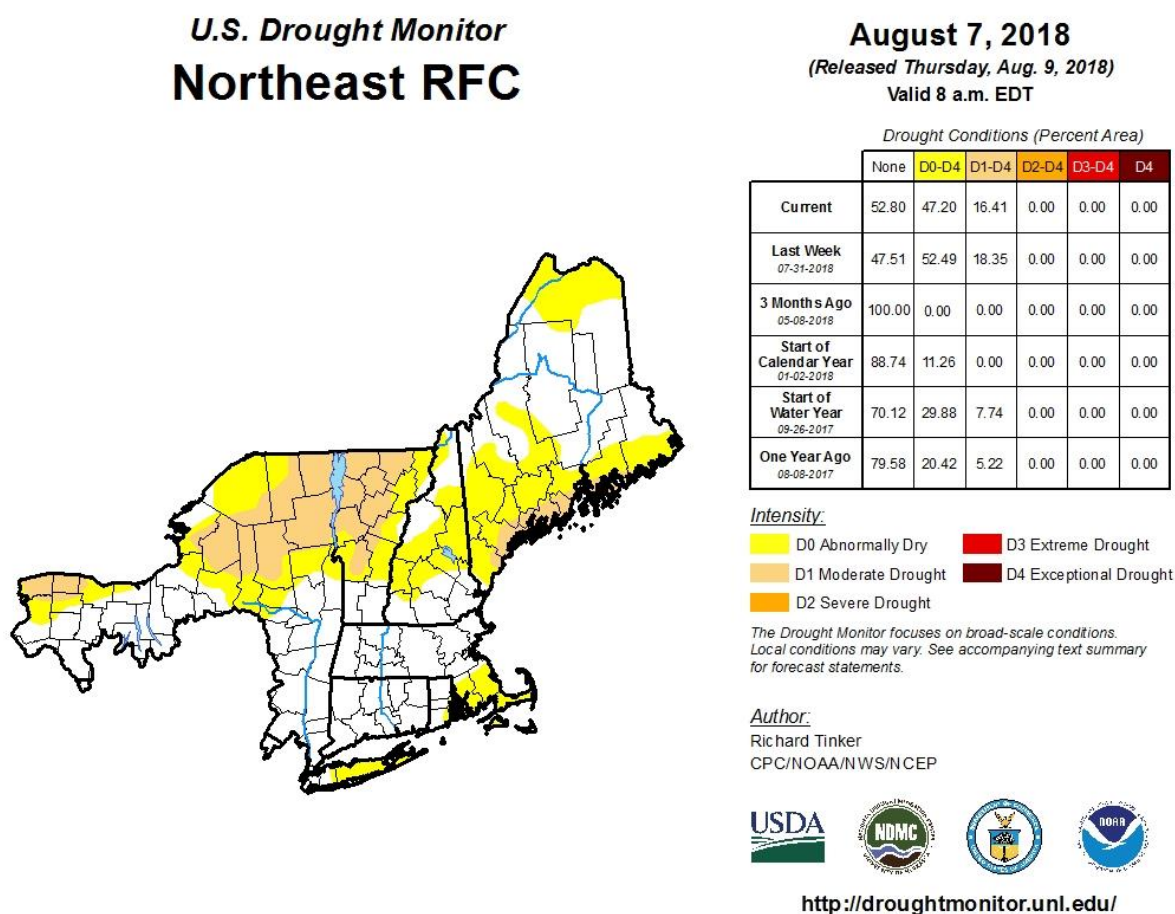 U.S. Drought Monitor
Northeast RFC
August 7, 2018
(Released Thursday, Aug. 9, 2018)
Valid 8 a.m. EDT
Drought Conditions (Percent Area)
None D0-D4 D1-D4 D2-D4 D3-D4 D4
Current 52.80 47.20 16.41 0.00 0.00 0.00
Last Week
07-31-2018
47.51 52.49 18.35 0.00 0.00 0.00
3 Months Ago
05-08-2018
100.00 0.00 0.00 0.00 0.00 0.00
Start of
Calendar Year
01-02-2018
88.74 11.26 0.00 0.00 0.00 0.00
Start of
Water Year
09-26-2017
70.12 29.88 7.74 0.00 0.00 0.00
One Year Ago
08-08-2017
79.58 20.42 5.22 0.00 0.00 0.00
Intensity:
D0 Abnormally Dry
D3 Extreme Drought
D1 Moderate Drought
D4 Exceptional Drought
D2 Severe Drought
The Drought Monitor focuses on broad-scale conditions.
Local conditions may vary. See accompanying text summary
for forecast statements.
Author:
Richard Tinker
CPC/NOAA/NWS/NCEP
USDA
NDMC
NOAA
http://droughtmonitor.unl.edu/